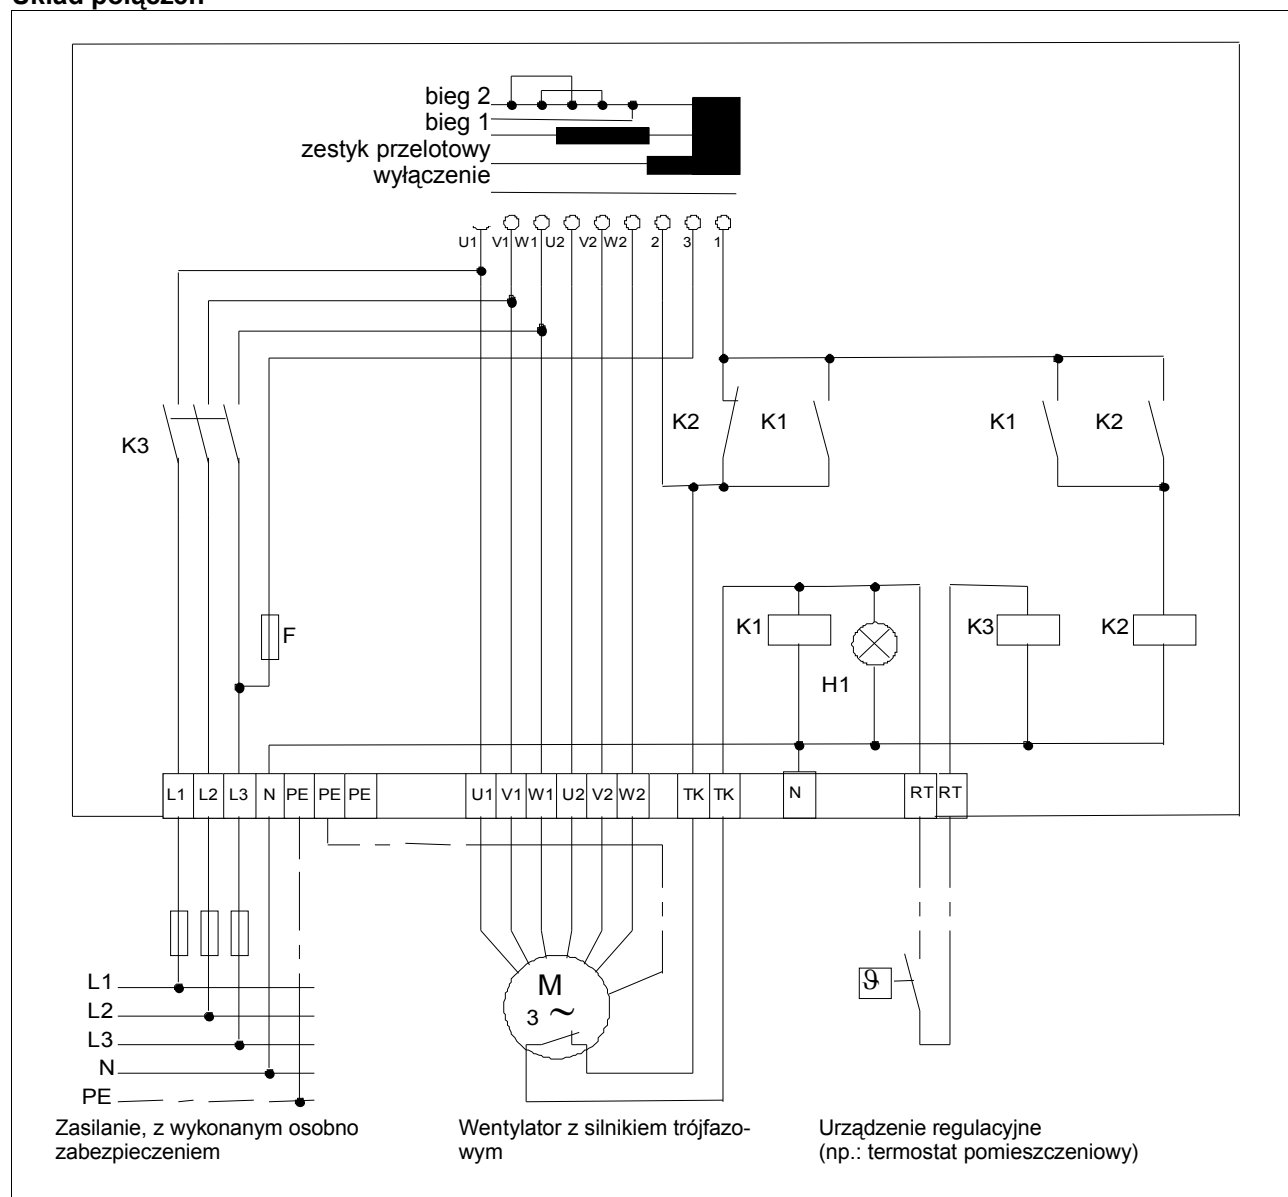 Układ połączeń
bieg 2
bieg 1
zestyk przelotowy
wyłączenie
U1 V1 W1 U2 V2 W2 2 3 1
K3
K2 K1 K1 K2
F
K1 H1 K3 K2
L1 L2 L3 N PE PE PE U1 V1 W1 U2 V2 W2 TK TK N RT RT
L1
L2
L3
N
PE
M
3 ~
ϑ
Zasilanie, z wykonanym osobno
zabezpieczeniem
Wentylator z silnikiem trójfazo-
wym
Urządzenie regulacyjne
(np.: termostat pomieszczeniowy)